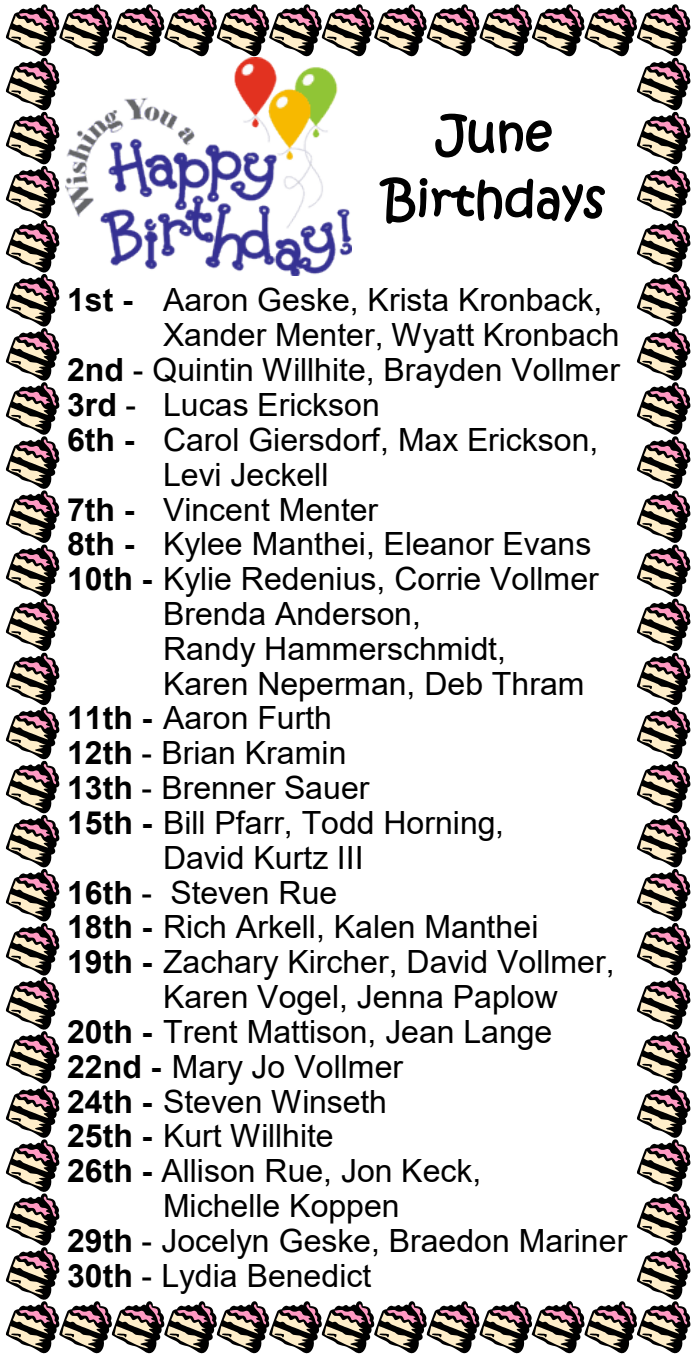 Wishing You a
Happy
Birthday!
June
Birthdays
1st - Aaron Geske, Krista Kronback,
Xander Menter, Wyatt Kronbach
2nd - Quintin Willhite, Brayden Vollmer
3rd - Lucas Erickson
6th - Carol Giersdorf, Max Erickson,
Levi Jeckell
7th - Vincent Menter
8th - Kylee Manthei, Eleanor Evans
10th - Kylie Redenius, Corrie Vollmer
Brenda Anderson,
Randy Hammerschmidt,
Karen Neperman, Deb Thram
11th - Aaron Furth
12th - Brian Kramin
13th - Brenner Sauer
15th - Bill Pfarr, Todd Horning,
David Kurtz III
16th - Steven Rue
18th - Rich Arkell, Kalen Manthei
19th - Zachary Kircher, David Vollmer,
Karen Vogel, Jenna Paplow
20th - Trent Mattison, Jean Lange
22nd - Mary Jo Vollmer
24th - Steven Winseth
25th - Kurt Willhite
26th - Allison Rue, Jon Keck,
Michelle Koppen
29th - Jocelyn Geske, Braedon Mariner
30th - Lydia Benedict